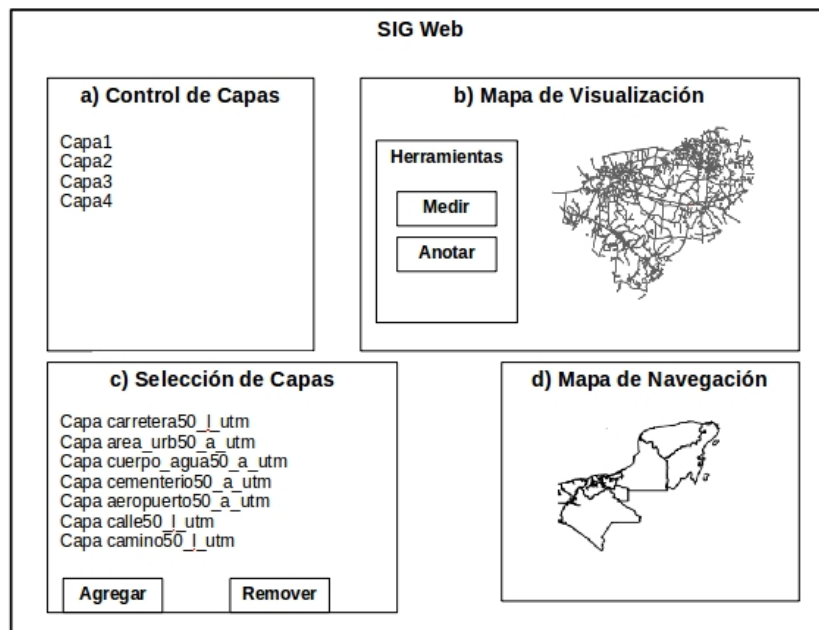 SIG Web
a) Control de Capas
Capa1
Capa2
Capa3
Capa4
b) Mapa de Visualización
Herramientas
Medir
Anotar
c) Selección de Capas
Capa carretera50_l_utm
Capa area_urb50_a_utm
Capa cuerpo_agua50_a_utm
Capa cementerio50_a_utm
Capa aeropuerto50_a_utm
Capa calle50_l_utm
Capa camino50_l_utm
Agregar
Remover
d) Mapa de Navegación